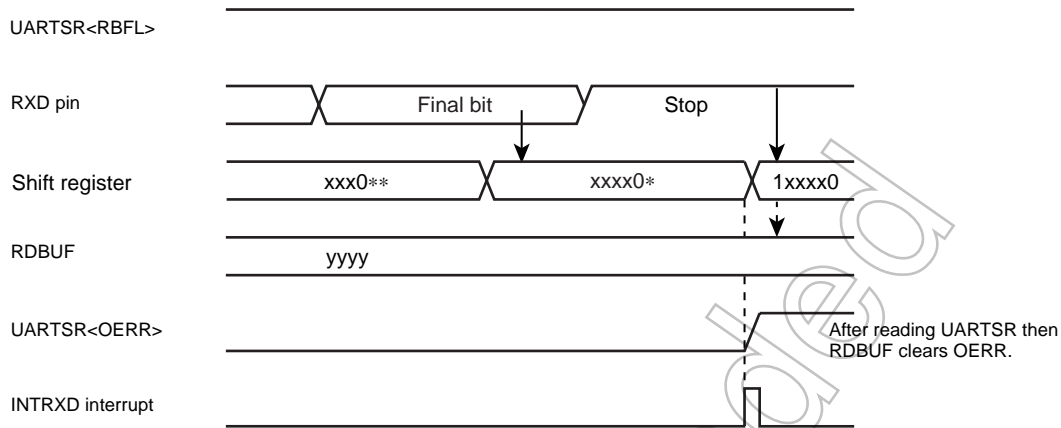 UARTSR<RBFL>
RXD pin
Final bit
Stop
Shift register
xxx0**
xxxx0*
1xxxx0
RDBUF
yyyy
UARTSR<OERR>
After reading UARTSR then
RDBUF clears OERR.
INTRXD interrupt